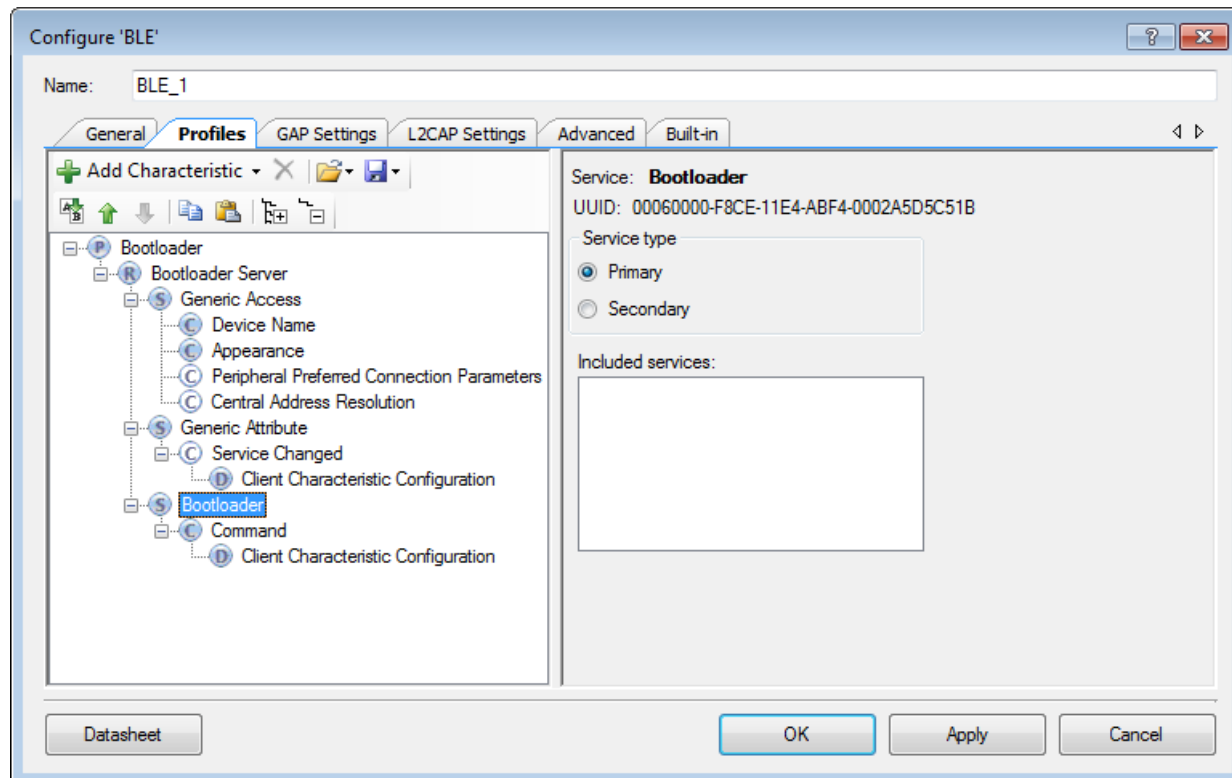 Configure 'BLE'
Name: BLE_1
General Profiles GAP Settings L2CAP Settings Advanced Built-in
Add Characteristic
Bootloader
Bootloader Server
Generic Access
Device Name
Appearance
Peripheral Preferred Connection Parameters
Central Address Resolution
Generic Attribute
Service Changed
Client Characteristic Configuration
Bootloader
Command
Client Characteristic Configuration
Service: Bootloader
UUID: 00060000-F8CE-11E4-ABF4-0002A5D5C51B
Service type
Primary
Secondary
Included services:
Datasheet OK Apply Cancel